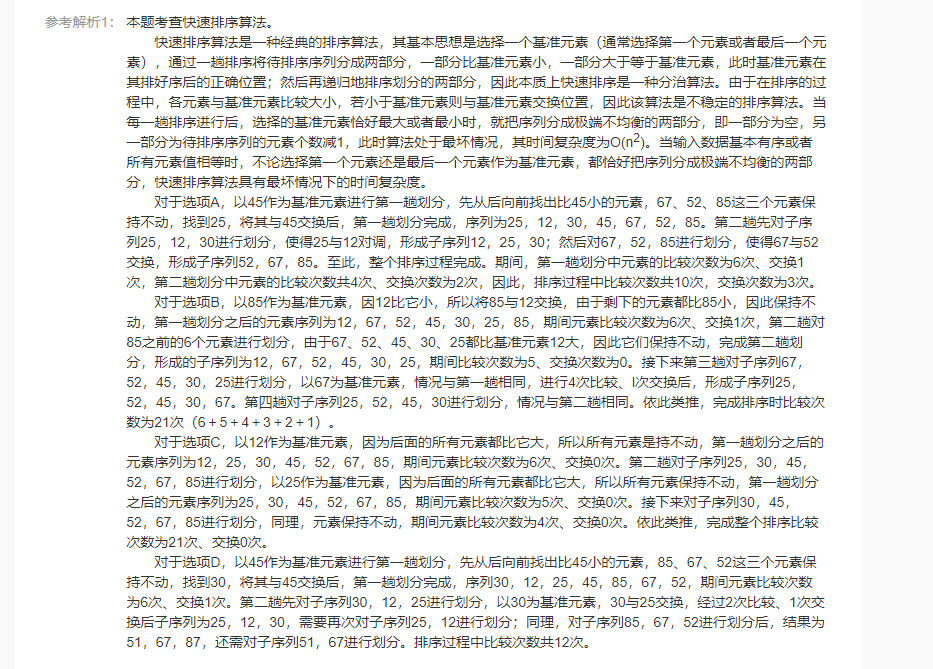 参考解析1： 本题考查快速排序算法。
快速排序算法是一种经典的排序算法，其基本思想是选择一个基准元素（通常选择第一个元素或者最后一个元
素），通过一趟排序将待排序序列分成两部分，一部分比基准元素小，一部分大于等于基准元素，此时基准元素在
其排好序后的正确位置；然后再递归地排序划分的两部分，因此本质上快速排序是一种分治算法。由于在排序的过
程中，各元素与基准元素比较大小，若小于基准元素则与基准元素交换位置，因此该算法是不稳定的排序算法。当
每一趟排序进行后，选择的基准元素恰好最大或者最小时，就把序列分成极端不均衡的两部分，即一部分为空，另
一部分为待排序序列的元素个数减1，此时算法处于最坏情况，其时间复杂度为O(n²)。当输入数据基本有序或者
所有元素值相等时，不论选择第一个元素还是最后一个元素作为基准元素，都恰好把序列分成极端不均衡的两部
分，快速排序算法具有最坏情况下的时间复杂度。
对于选项A，以45作为基准元素进行第一趟划分，先从后向前找出比45小的元素，67、52、85这三个元素保
持不动，找到25，将其与45交换后，第一趟划分完成，序列为25，12，30，45，67，52，85。第二趟先对子序
列25，12，30进行划分，使得25与12对调，形成子序列12，25，30；然后对67，52，85进行划分，使得67与52
交换，形成子序列52，67，85。至此，整个排序过程完成。期间，第一趟划分中元素的比较次数为6次、交换1
次，第二趟划分中元素的比较次数共4次、交换次数为2次，因此，排序过程中比较次数共10次，交换次数为3次。
对于选项B，以85作为基准元素，因12比它小，所以将85与12交换，由于剩下的元素都比85小，因此保持不
动，第一趟划分之后的元素序列为12，67，52，45，30，25，85，期间元素比较次数为6次、交换1次，第二趟对
85之前的6个元素进行划分，由于67、52、45、30、25都比基准元素12大，因此它们保持不动，完成第二趟划
分，形成的子序列为12，67，52，45，30，25，期间比较次数为5、交换次数为0。接下来第三趟对子序列67，
52，45，30，25进行划分，以67为基准元素，情况与第一趟相同，进行4次比较、l次交换后，形成子序列25，
52，45，30，67。第四趟对子序列25，52，45，30进行划分，情况与第二趟相同。依此类推，完成排序时比较次
数为21次（6＋5＋4＋3＋2＋1）。
对于选项C，以12作为基准元素，因为后面的所有元素都比它大，所以所有元素是持不动，第一趟划分之后的
元素序列为12，25，30，45，52，67，85，期间元素比较次数为6次、交换0次。第二趟对子序列25，30，45，
52，67，85进行划分，以25作为基准元素，因为后面的所有元素都比它大，所以所有元素保持不动，第一趟划分
之后的元素序列为25，30，45，52，67，85，期间元素比较次数为5次、交换0次。接下来对子序列30，45，
52，67，85进行划分，同理，元素保持不动，期间元素比较次数为4次、交换0次。依此类推，完成整个排序比较
次数为21次、交换0次。
对于选项D，以45作为基准元素进行第一趟划分，先从后向前找出比45小的元素，85、67、52这三个元素保
持不动，找到30，将其与45交换后，第一趟划分完成，序列30，12，25，45，85，67，52，期间元素比较次数
为6次、交换1次。第二趟先对子序列30，12，25进行划分，以30为基准元素，30与25交换，经过2次比较、1次交
换后子序列为25，12，30，需要再次对子序列25，12进行划分；同理，对子序列85，67，52进行划分后，结果为
51，67，87，还需对子序列51，67进行划分。排序过程中比较次数共12次。